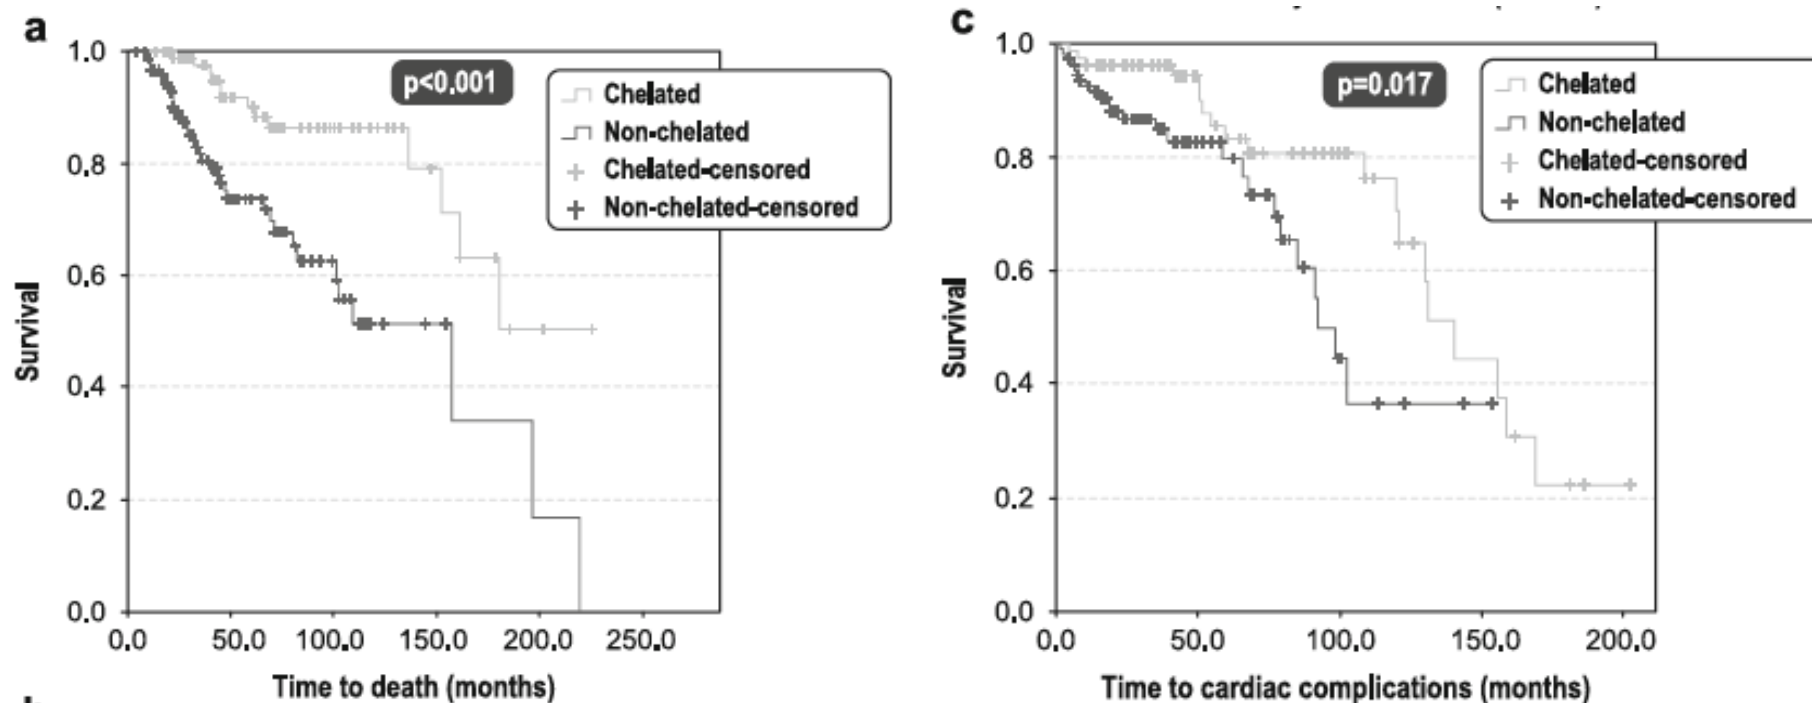 a
1.0
0.8
0.6
0.4
0.2
0.0
0.0 50.0 100.0 150.0 200.0 250.0
Survival
Time to death (months)
p<0.001
Chelated
Non-chelated
Chelated-censored
Non-chelated-censored
c
1.0
0.8
0.6
0.4
0.2
0.0
0.0 50.0 100.0 150.0 200.0
Survival
Time to cardiac complications (months)
p=0.017
Chelated
Non-chelated
Chelated-censored
Non-chelated-censored